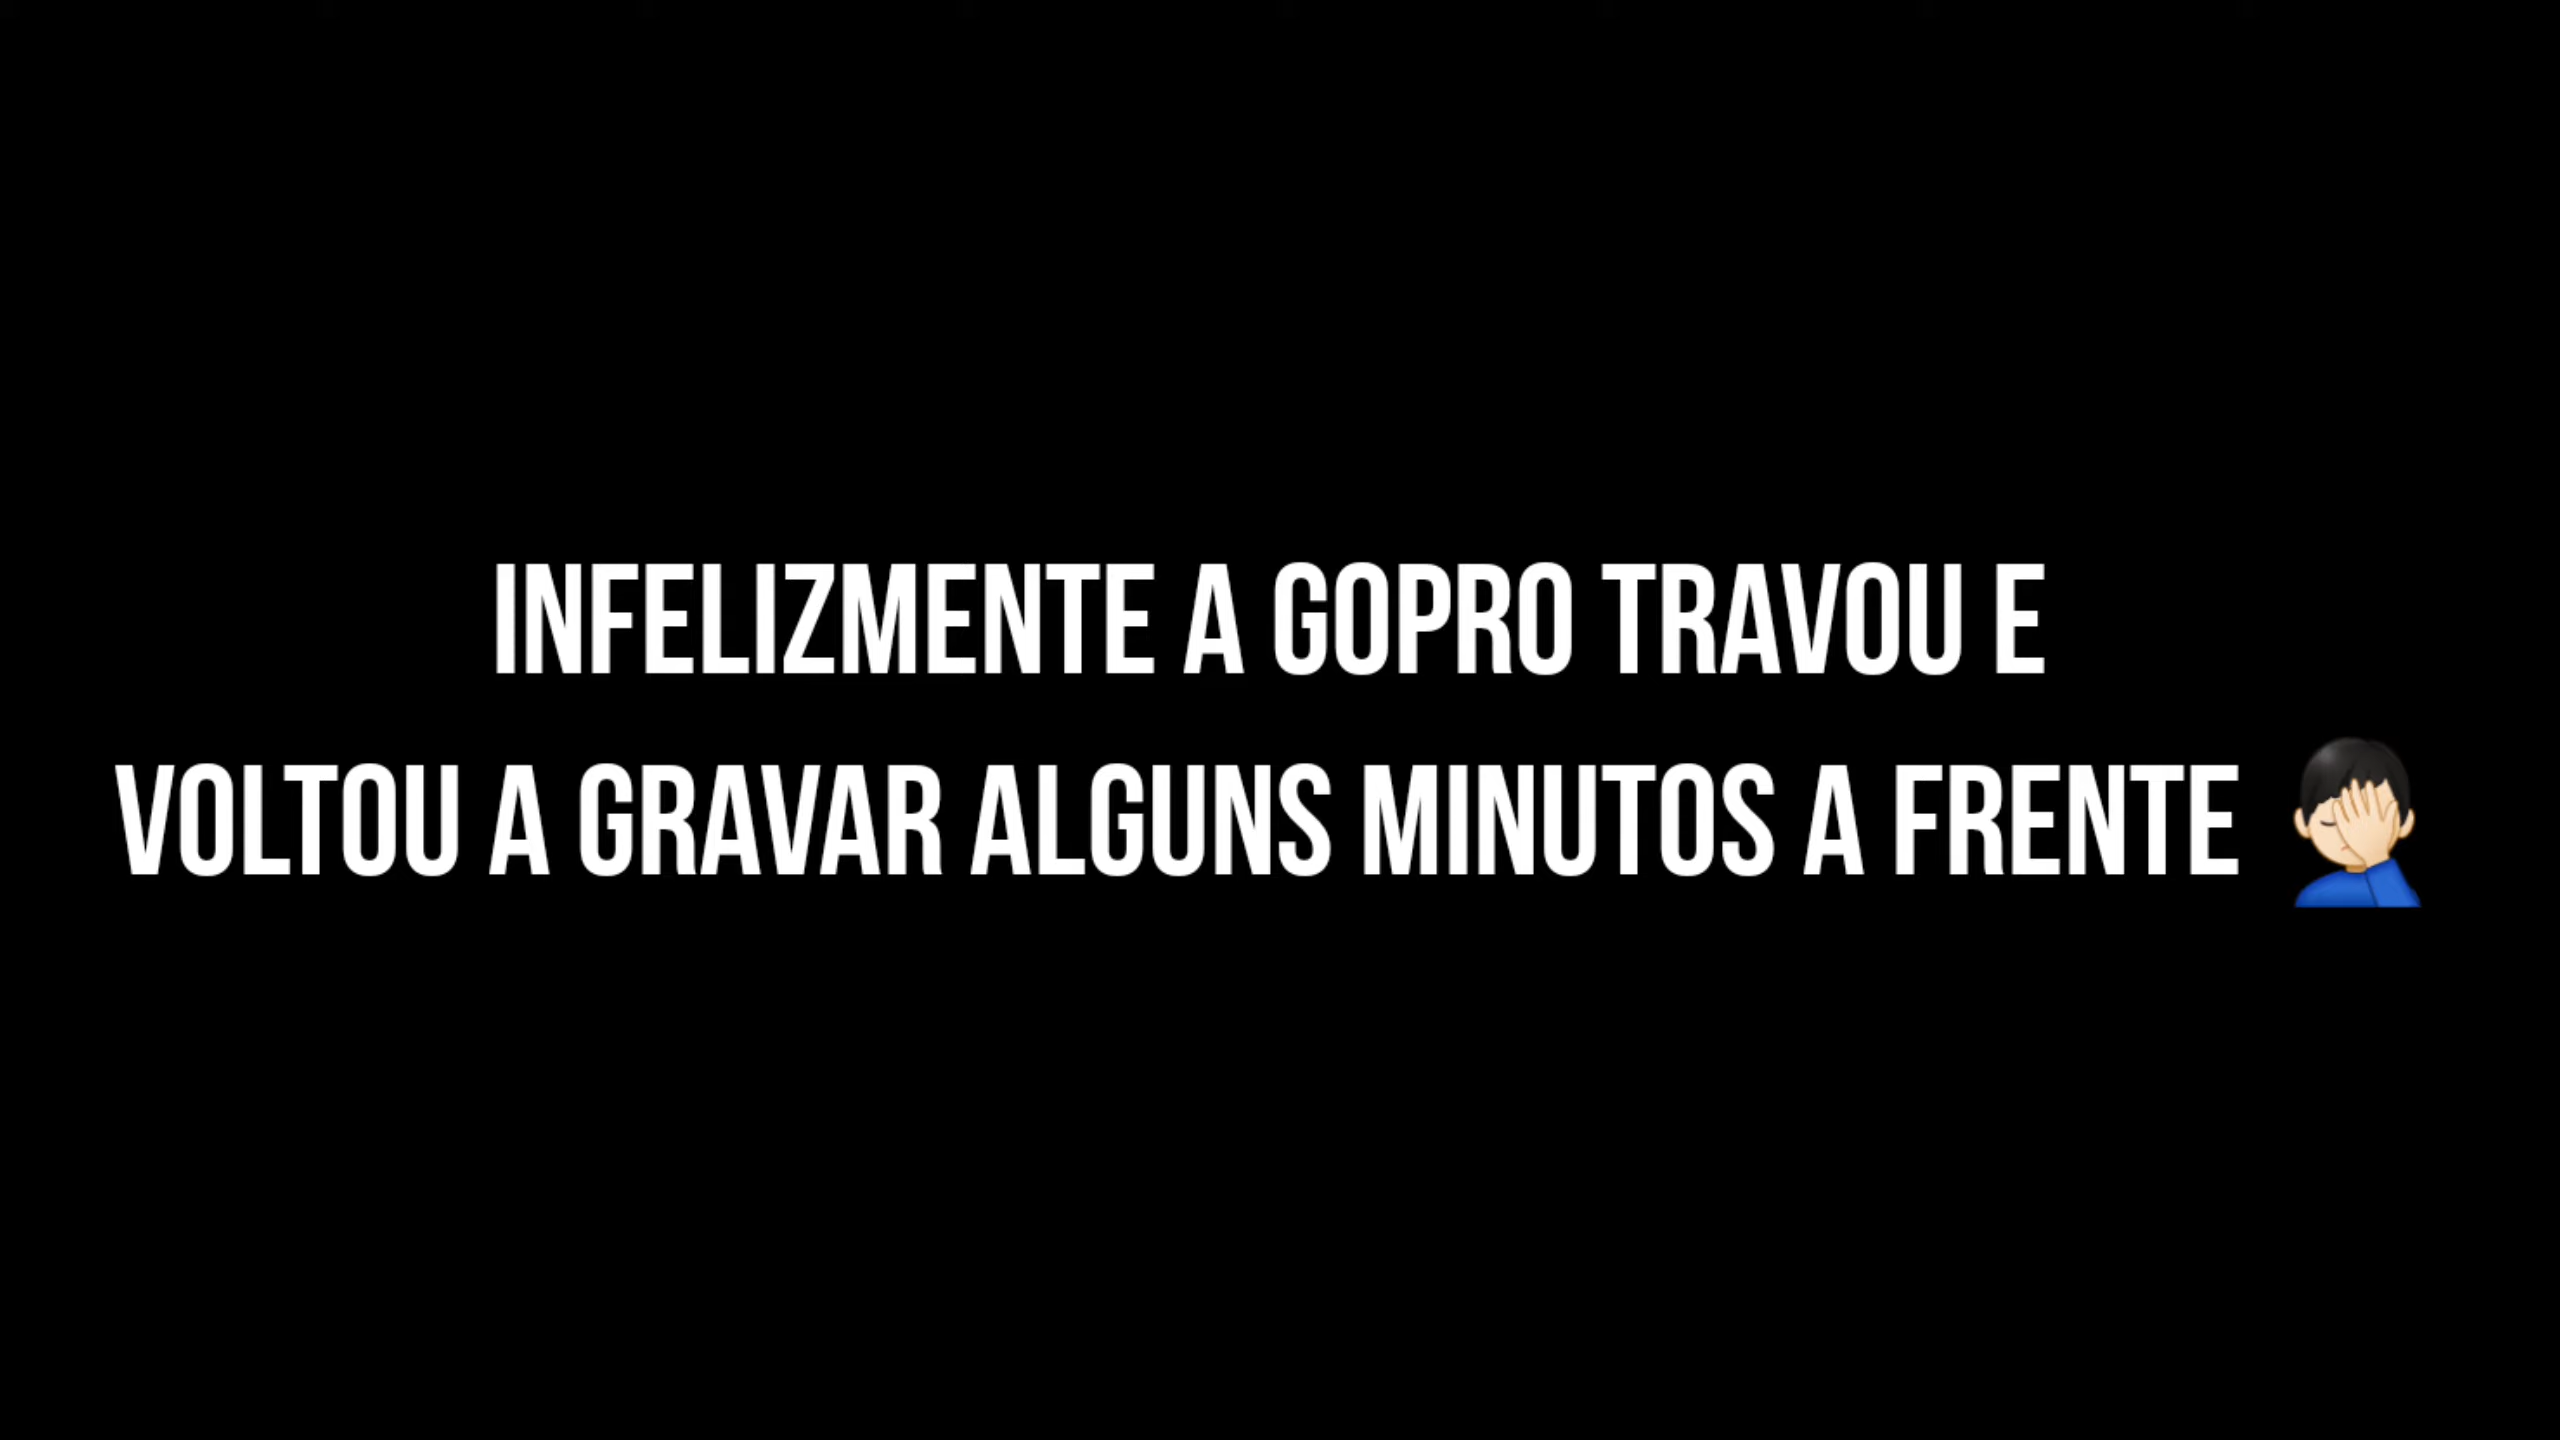 INFELIZMENTE A GOPRO TRAVOU E
VOLTOU A GRAVAR ALGUNS MINUTOS A FRENTE 🤦🏻‍♂️